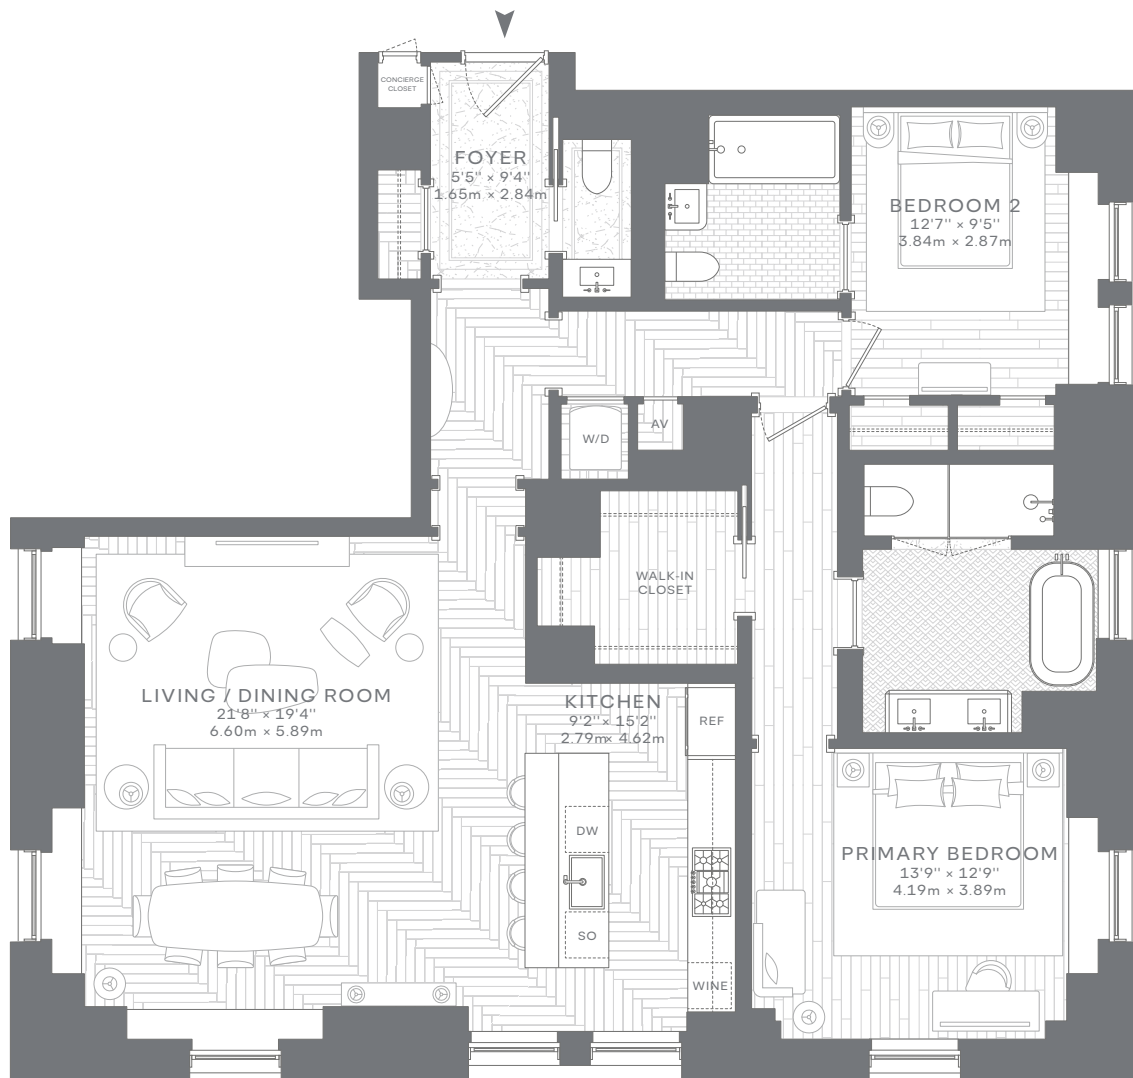 CONCIERGE
CLOSET
FOYER
5'5" × 9'4"
1.65m × 2.84m
BEDROOM 2
12'7" × 9'5"
3.84m × 2.87m
W/D
AV
WALK-IN
CLOSET
LIVING / DINING ROOM
21'8" × 19'4"
6.60m × 5.89m
KITCHEN
9'2" × 15'2"
2.79m × 4.62m
REF
DW
SO
WINE
PRIMARY BEDROOM
13'9" × 12'9"
4.19m × 3.89m